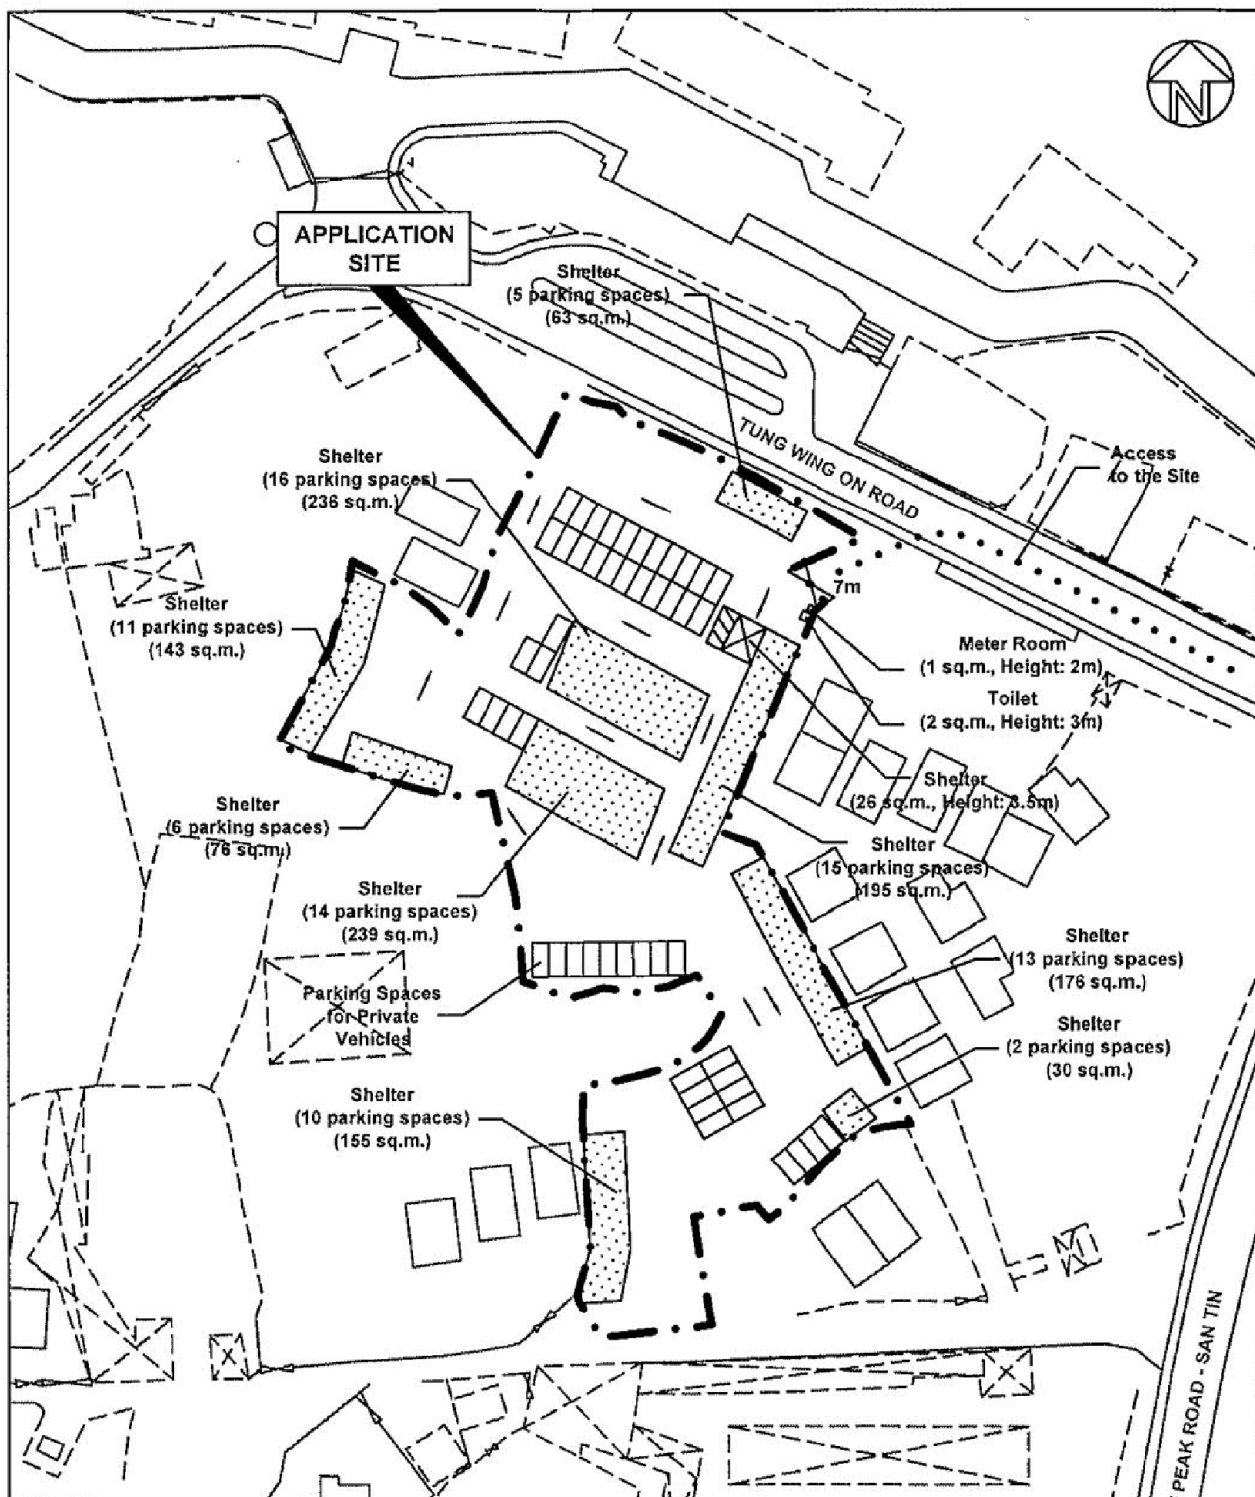 N
APPLICATION
SITE
Shelter
(5 parking spaces)
(63 sq.m.)
TUNG WING ON ROAD
Access
to the Site
Shelter
(16 parking spaces)
(236 sq.m.)
7m
Shelter
(11 parking spaces)
(143 sq.m.)
Meter Room
(1 sq.m., Height: 2m)
Toilet
(2 sq.m., Height: 3m)
Shelter
(26 sq.m., Height: 3.5m)
Shelter
(6 parking spaces)
(76 sq.m.)
Shelter
(15 parking spaces)
(195 sq.m.)
Shelter
(14 parking spaces)
(239 sq.m.)
Shelter
(13 parking spaces)
(176 sq.m.)
Parking Spaces
for Private
Vehicles
Shelter
(2 parking spaces)
(30 sq.m.)
Shelter
(10 parking spaces)
(155 sq.m.)
PEAK ROAD - SAN TIN